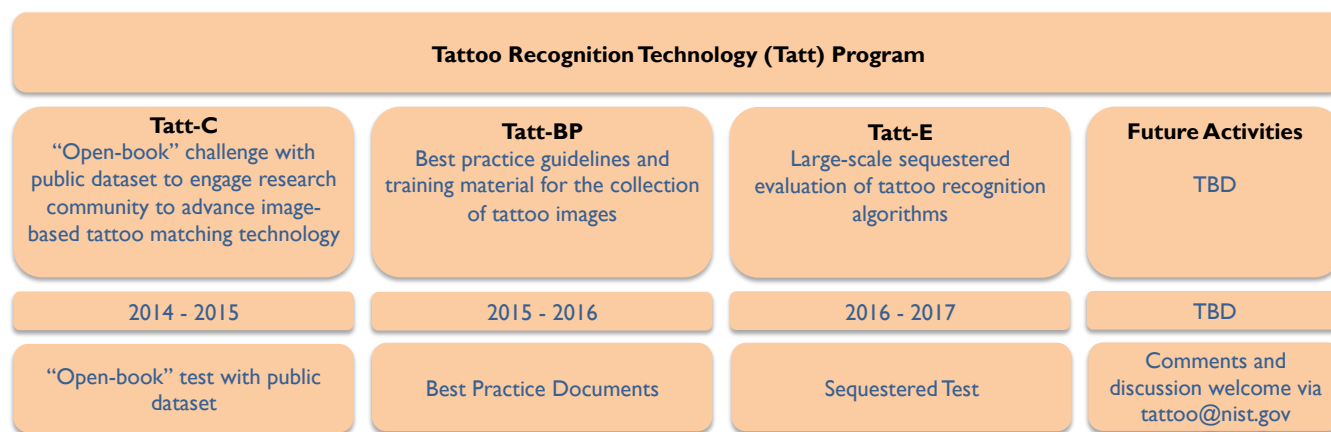 Tattoo Recognition Technology (Tatt) Program
Tatt-C
“Open-book” challenge with
public dataset to engage research
community to advance image-
based tattoo matching technology
Tatt-BP
Best practice guidelines and
training material for the collection
of tattoo images
Tatt-E
Large-scale sequestered
evaluation of tattoo recognition
algorithms
Future Activities
TBD
2014 - 2015
2015 - 2016
2016 - 2017
TBD
“Open-book” test with public
dataset
Best Practice Documents
Sequestered Test
Comments and
discussion welcome via
tattoo@nist.gov